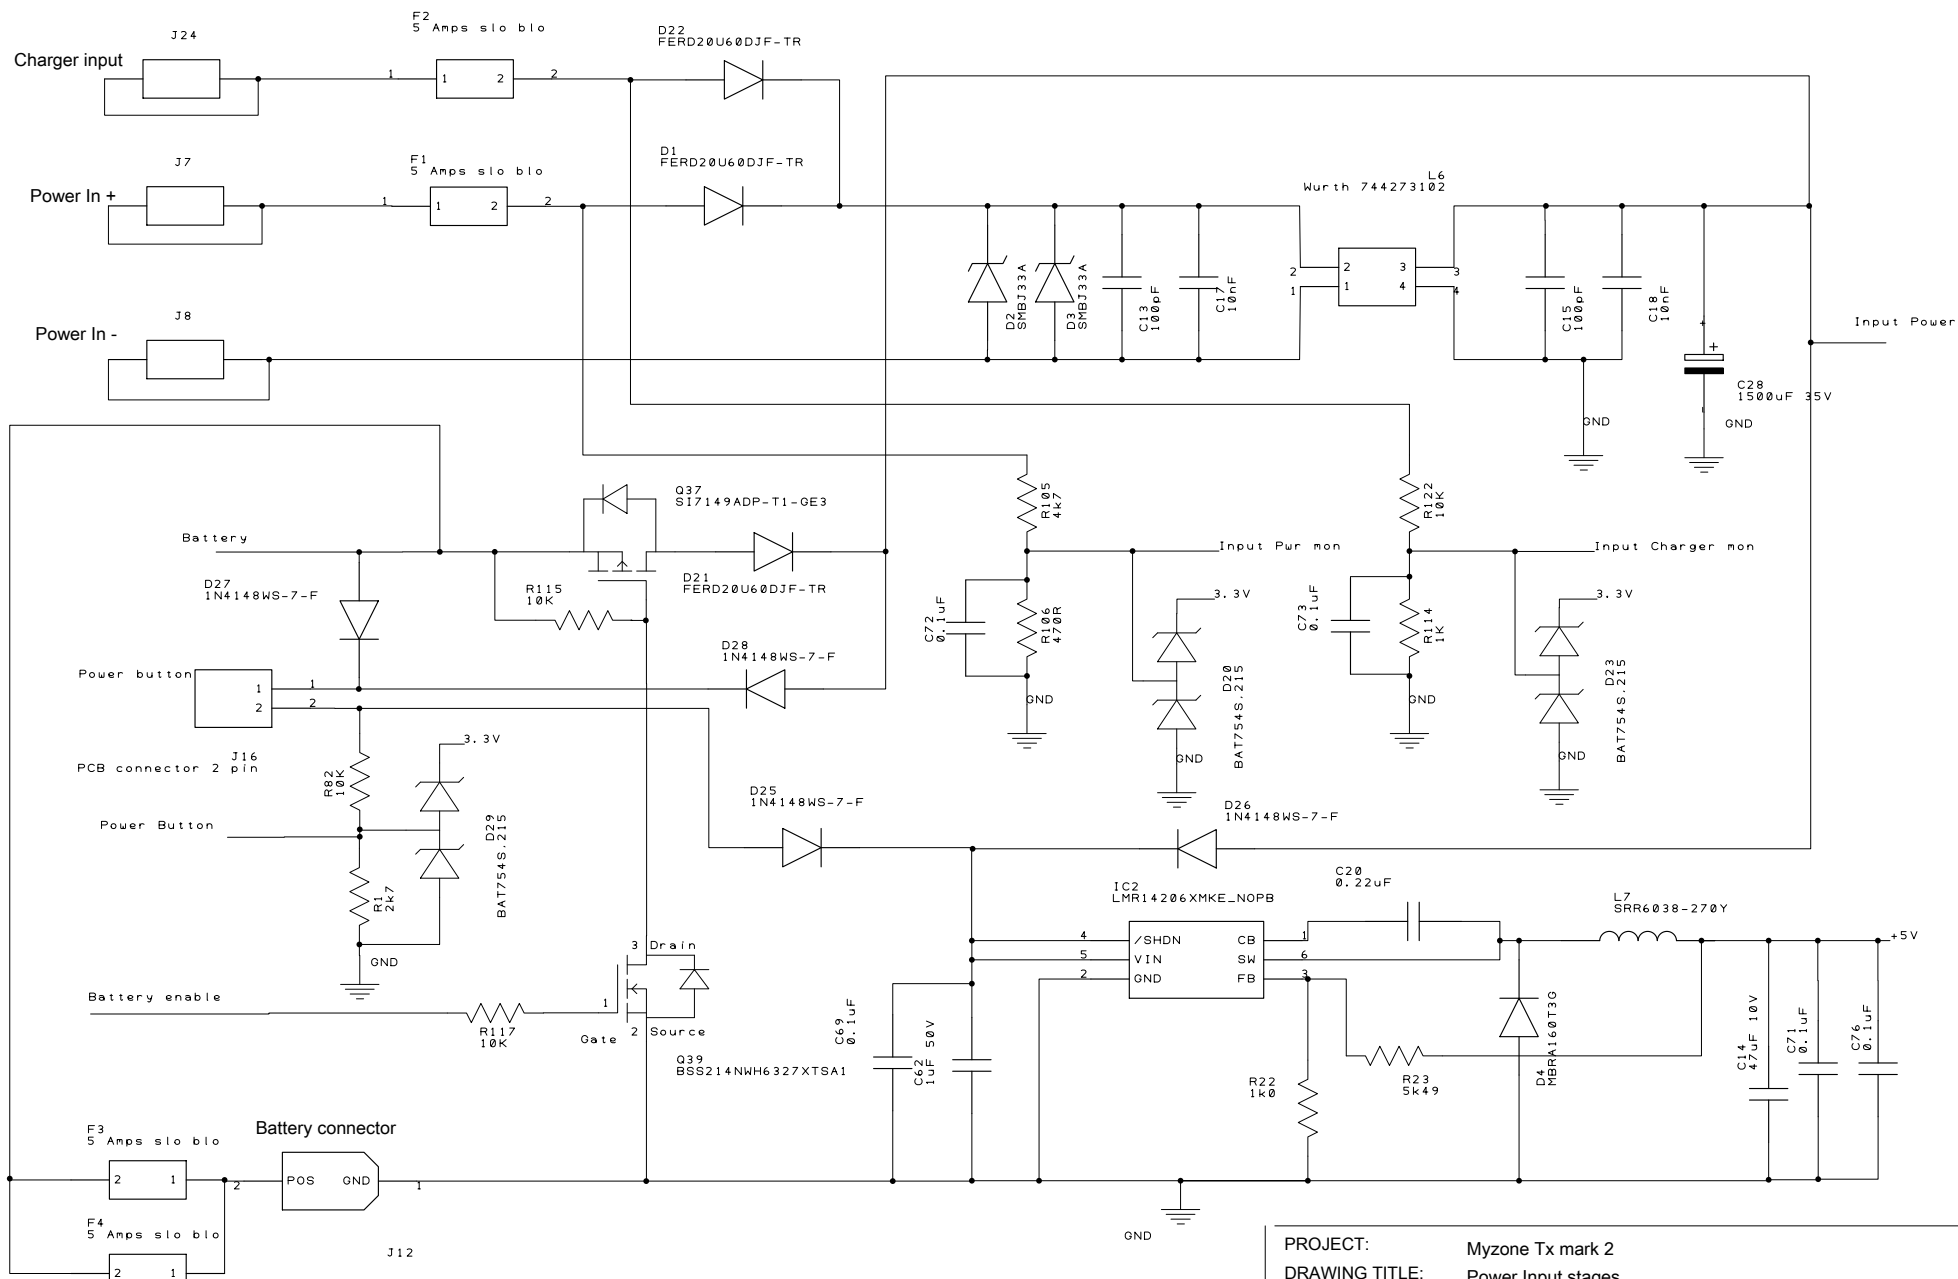 F2
5 Amps slo blo
J24
Charger input
1
1
2
2
D22
FERD20U60DJF-TR
J7
F1
5 Amps slo blo
Power In +
1
1
2
2
D1
FERD20U60DJF-TR
L6
Wurth 744273102
J8
Power In -
D2
SMBJ33A
D3
SMBJ33A
C13
100pF
C17
10nF
2
1
2
3
1
4
3
4
C15
100pF
C18
10nF
+
+
-
C28
1500uF 35V
GND
GND
Input Power
Q37
SI7149ADP-T1-GE3
Battery
D27
1N4148WS-7-F
R115
10K
D21
FERD20U60DJF-TR
R105
4k7
R122
10K
Input Pwr mon
Input Charger mon
C72
0.1uF
R106
470R
3.3V
C73
0.1uF
R114
1K
3.3V
D28
1N4148WS-7-F
Power button
1
2
1
2
GND
D20
BAT754S.215
GND
GND
D23
BAT754S.215
GND
J16
PCB connector 2 pin
3.3V
R82
10K
Power Button
D29
BAT754S.215
R1
2k7
GND
D25
1N4148WS-7-F
D26
1N4148WS-7-F
C20
0.22uF
IC2
LMR14206XMKE_NOPB
L7
SRR6038-270Y
4
/SHDN
CB
1
5
VIN
SW
6
2
GND
FB
3
+5V
3 Drain
Battery enable
1
R117
10K
Gate
2
Source
Q39
BSS214NWH6327XTSA1
C69
0.1uF
C62
1uF 50V
R22
1k0
R23
5k49
D4
MBRA160T3G
C14
47uF 10V
C71
0.1uF
C76
0.1uF
F3
5 Amps slo blo
Battery connector
2
1
2
POS
GND
1
F4
5 Amps slo blo
J12
2
1
GND
PROJECT: Myzone Tx mark 2
DRAWING TITLE: Power Input stages